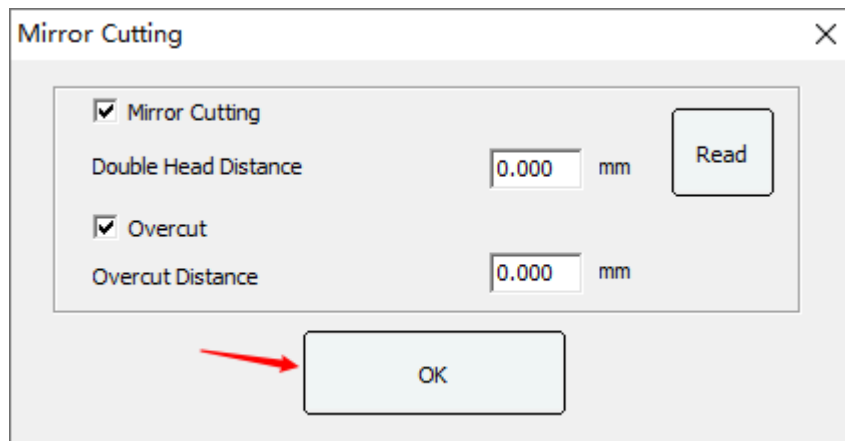 Mirror Cutting
Mirror Cutting
Double Head Distance 0.000 mm Read
Overcut
Overcut Distance 0.000 mm
OK